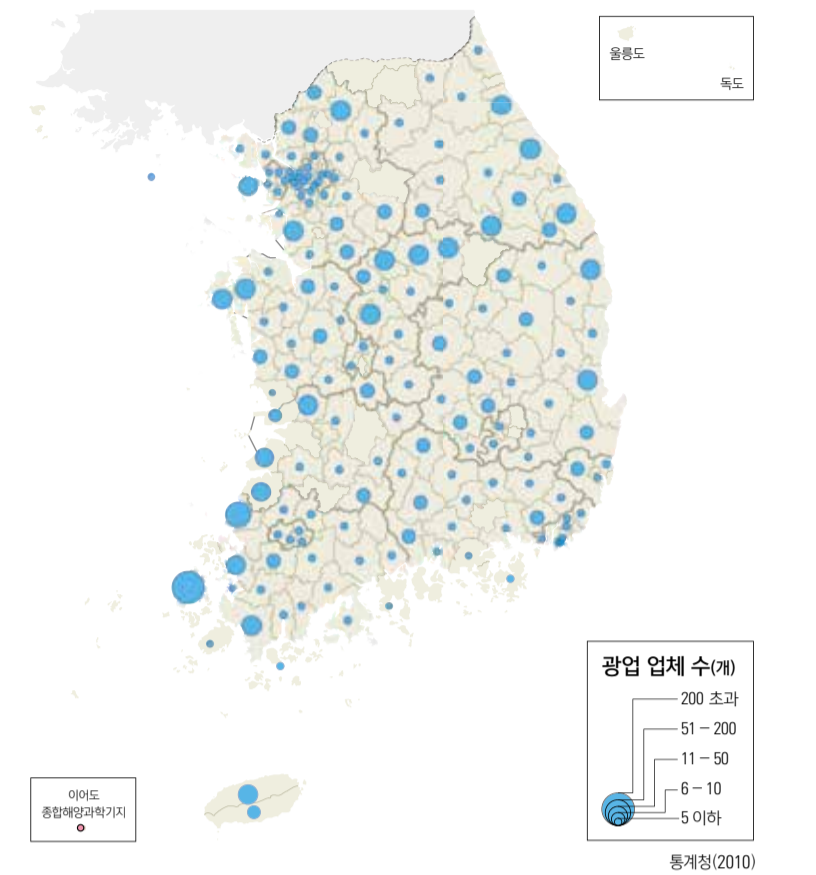 울릉도
독도
광업 업체 수(개)
200 초과
51 – 200
11 – 50
6 – 10
5 이하
이어도
종합해양과학기지
통계청(2010)